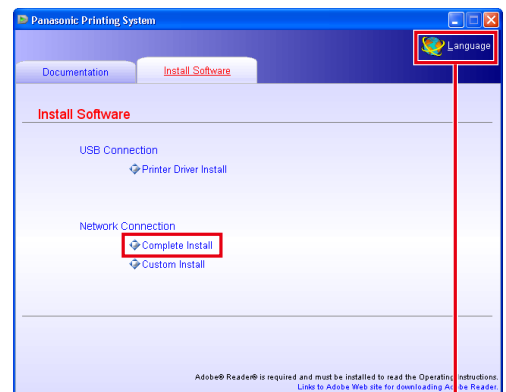 Panasonic Printing System
Language
Documentation
Install Software
Install Software
USB Connection
Printer Driver Install
Network Connection
Complete Install
Custom Install
Adobe® Reader® is required and must be installed to read the Operating Instructions.
Links to Adobe Web site for downloading Adobe Reader.